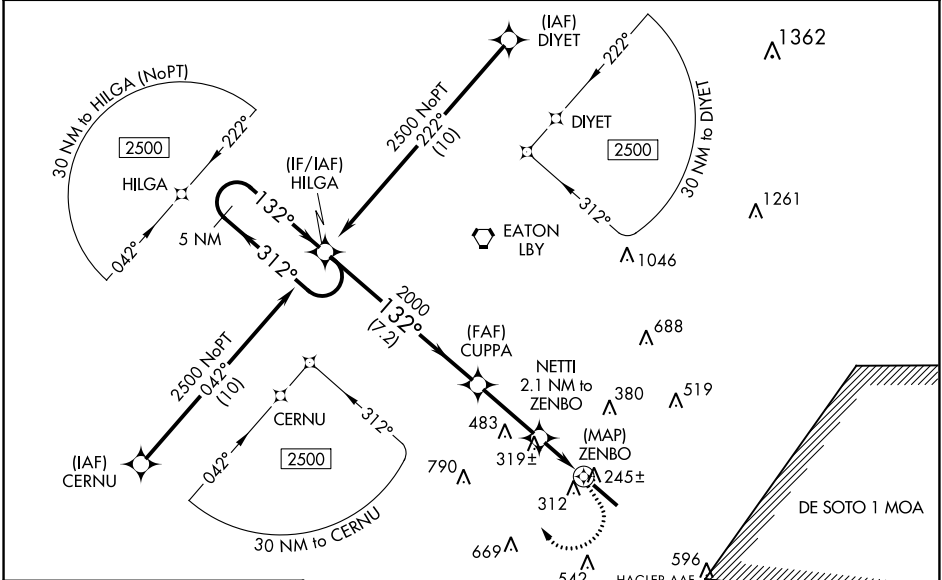 (IAF)
DIYET
1362
30 NM to HILGA (NoPT)
2500
222°
HILGA
042°
2500 NoPT
222°
(10)
222°
DIYET
2500
312°
30 NM to DIYET
(IF/IAF)
HILGA
132°
5 NM
312°
EATON
LBY
1261
1046
2000
132°
(7.2)
688
(FAF)
CUPPA
NETTI
2.1 NM to
ZENBO
380
519
2500 NoPT
042°
(10)
CERNU
312°
042°
2500
30 NM to CERNU
(IAF)
CERNU
483
319±
(MAP)
ZENBO
790
245±
312
DE SOTO 1 MOA
669
542
596
HAGLER AAF